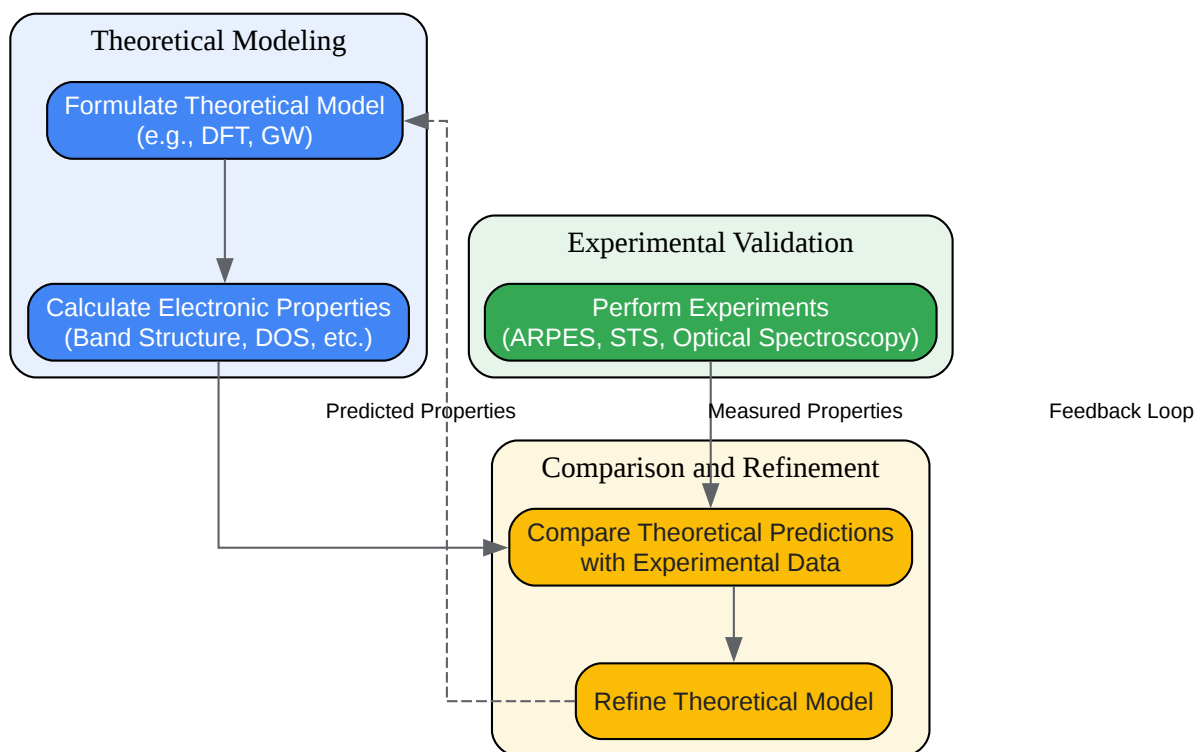 Theoretical Modeling
Formulate Theoretical Model
(e.g., DFT, GW)
Calculate Electronic Properties
(Band Structure, DOS, etc.)
Experimental Validation
Perform Experiments
(ARPES, STS, Optical Spectroscopy)
Predicted Properties
Measured Properties
Feedback Loop
Comparison and Refinement
Compare Theoretical Predictions
with Experimental Data
Refine Theoretical Model